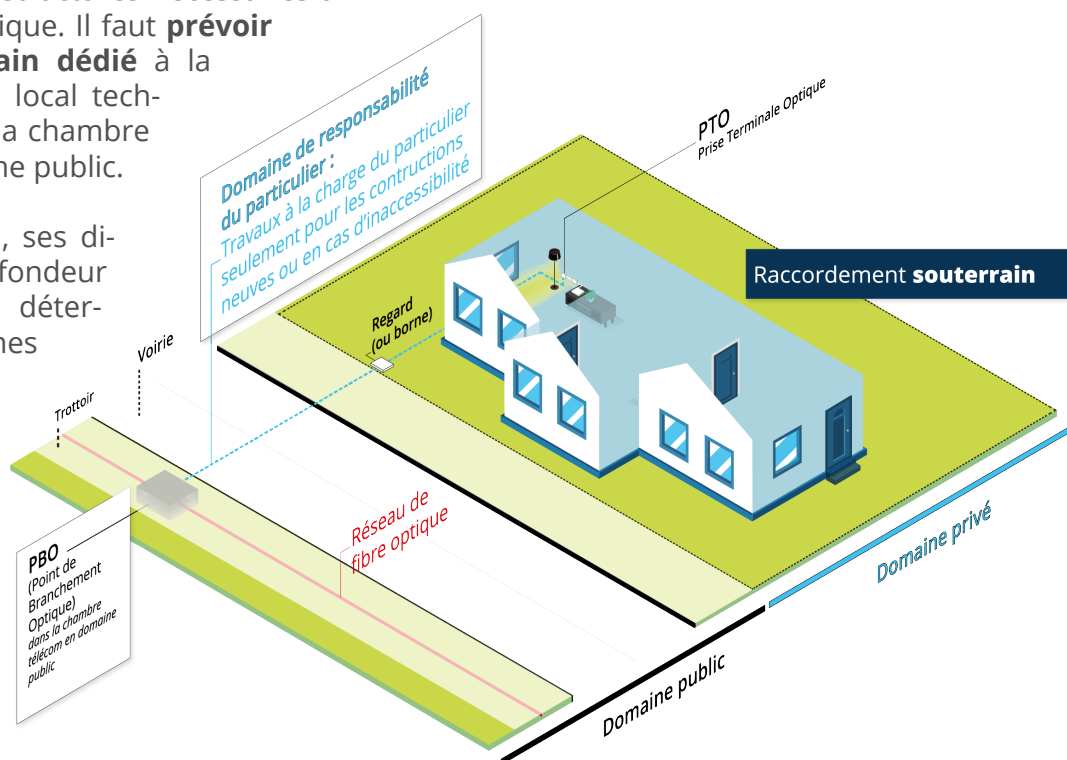 ique. Il faut prévoir
ain dédié à la
local tech-
a chambre
ne public.
, ses di-
fondeur
déter-
nes
Domaine de responsabilité
du particulier :
Travaux à la charge du particulier
seulement pour les contructions
neuves ou en cas d'inaccessibilité
PTO
Prise Terminale Optique
Raccordement souterrain
Regard
(ou borne)
Voirie
Trottoir
PBO
(Point de
Branchement
Optique)
dans la chambre
télécom en domaine
public
Réseau de
fibre optique
Domaine privé
Domaine public